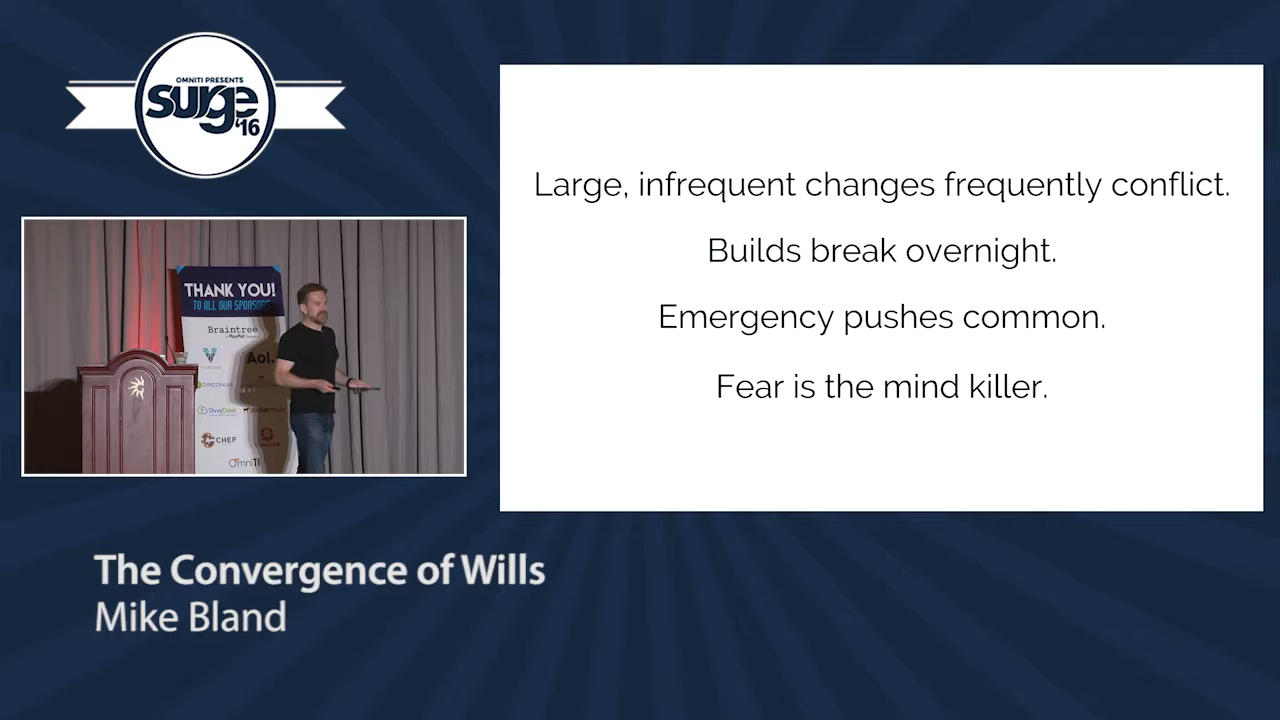 OMNITI PRESENTS
surge
'16
THANK YOU!
TO ALL OUR SPONSORS
Braintree
Aol.
DivvyCloud
CHEF
OmniTI
Large, infrequent changes frequently conflict.
Builds break overnight.
Emergency pushes common.
Fear is the mind killer.
The Convergence of Wills
Mike Bland